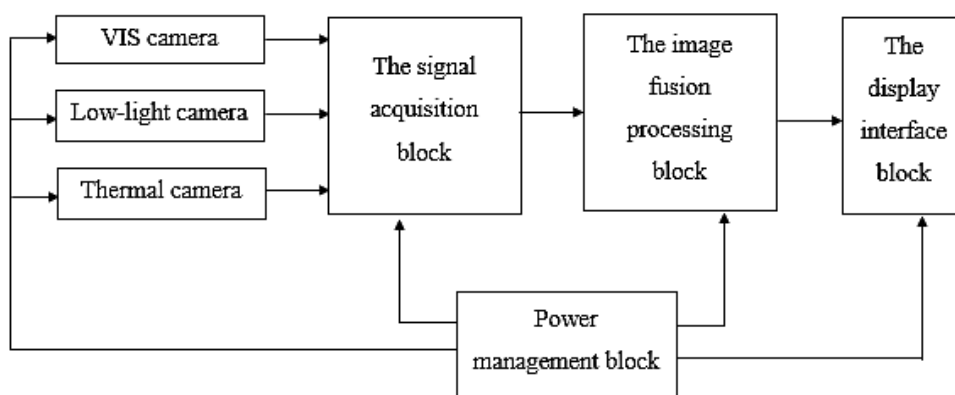 VIS camera
Low-light camera
Thermal camera
The signal
acquisition
block
The image
fusion
processing
block
The
display
interface
block
Power
management block